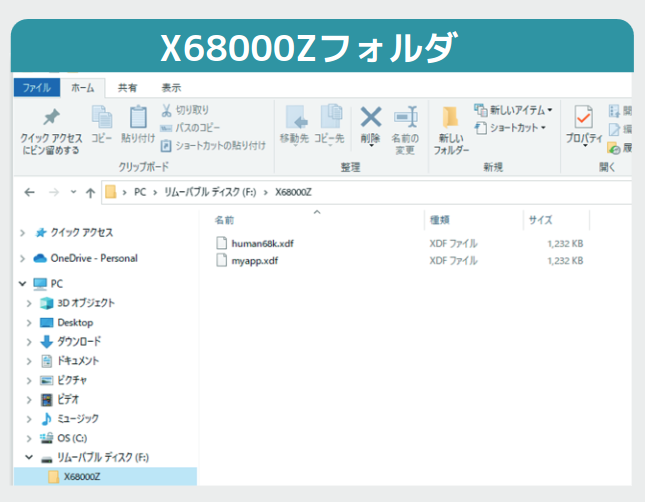 X68000Zフォルダ
ファイル ホーム 共有 表示
クイック アクセス
にピン留めする
コピー
貼り付け
切り取り
パスのコピー
ショートカットの貼り付け
クリップボード
移動先
コピー先
削除
名前の
変更
整理
新しい
フォルダー
新しいアイテム
ショートカット
新規
プロパティ
開
編
履
開く
PC › リムーバブル ディスク (F:) › X68000Z
名前 種類 サイズ
human68k.xdf XDF ファイル 1,232 KB
myapp.xdf XDF ファイル 1,232 KB
クイック アクセス
OneDrive - Personal
PC
3D オブジェクト
Desktop
ダウンロード
ドキュメント
ピクチャ
ビデオ
ミュージック
OS (C:)
リムーバブル ディスク (F:)
X68000Z